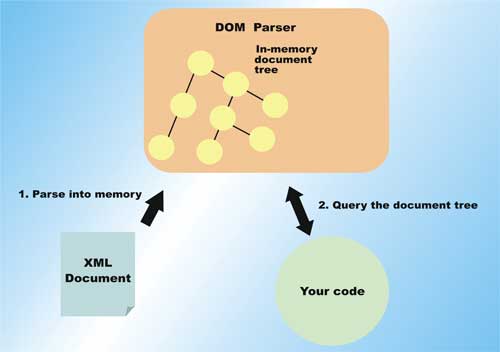 DOM Parser
In-memory
document
tree
1. Parse into memory
2. Query the document tree
XML
Document
Your code